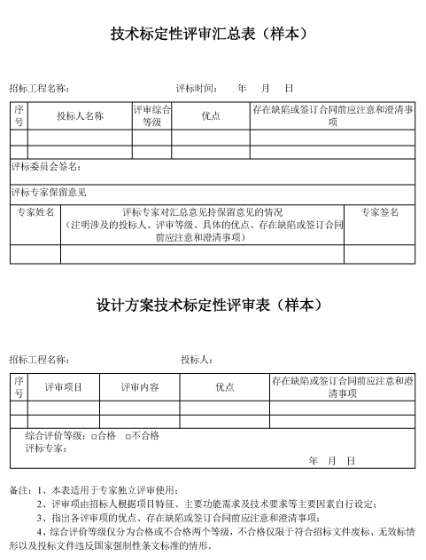 技术标定性评审汇总表（样本）
招标工程名称： 评标时间： 年 月 日
序号 投标人名称 评审综合等级 优点 存在缺陷或签订合同前应注意和澄清事项
评标委员会签名：
评标专家保留意见
专家姓名 评标专家对汇总意见持保留意见的情况 专家签名
（注明涉及的投标人、评审等级、具体的优点、存在缺陷或签订合同
前应注意和澄清事项）
设计方案技术标定性评审表（样本）
招标工程名称： 投标人：
序号 评审项目 评审内容 优点 存在缺陷或签订合同前应注意和澄清事项
综合评价等级：□合格 □不合格
评标专家：
年 月 日
备注：1、本表适用于专家独立评审使用；
2、评审项由招标人根据项目特征、主要功能需求及技术要求等主要因素自行设定；
3、指出各评审项的优点、存在缺陷或签订合同前应注意和澄清事项；
4、综合评价等级仅分为合格或不合格两个等级，不合格仅限于符合招标文件废标、无效标情
形以及投标文件违反国家强制性条文标准的情形。